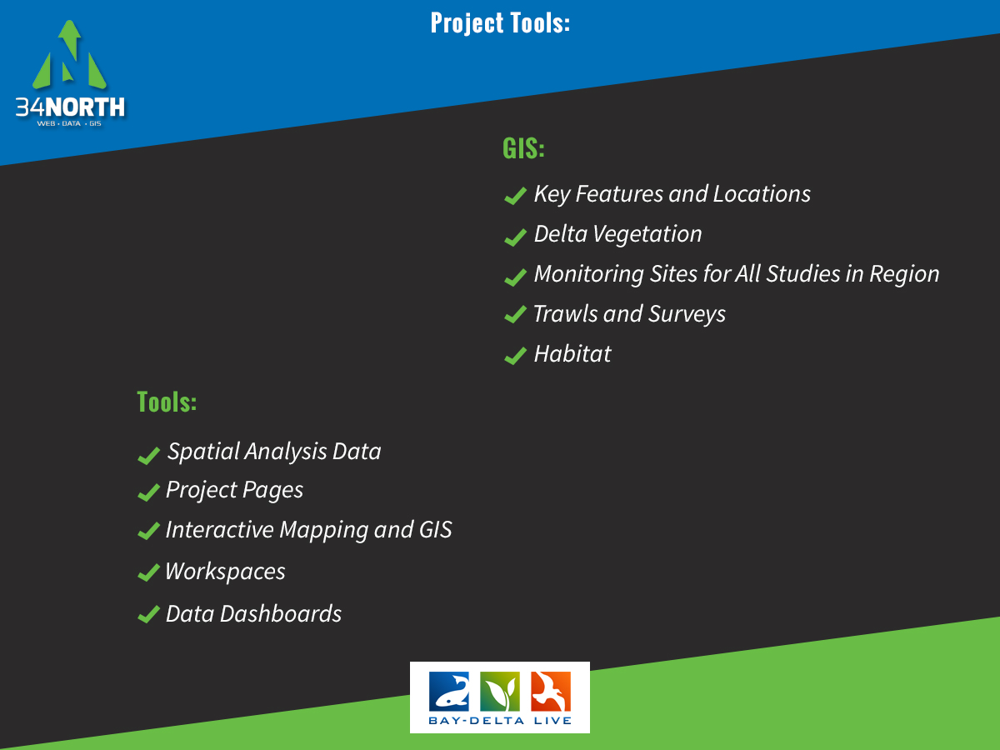 Project Tools:
34NORTH
WEB • DATA • GIS
GIS:
Key Features and Locations
Delta Vegetation
Monitoring Sites for All Studies in Region
Trawls and Surveys
Habitat
Tools:
Spatial Analysis Data
Project Pages
Interactive Mapping and GIS
Workspaces
Data Dashboards
BAY-DELTA LIVE